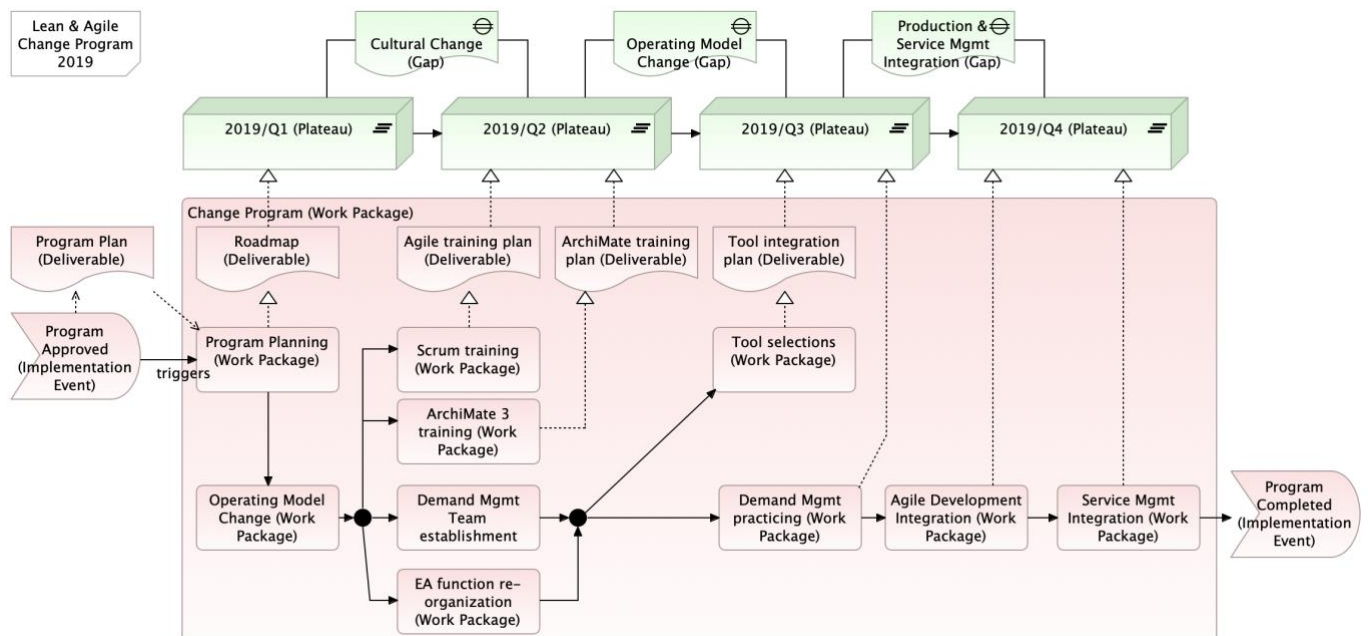 Lean & Agile
Change Program
2019
Cultural Change
(Gap)
Operating Model
Change (Gap)
Production &
Service Mgmt
Integration (Gap)
2019/Q1 (Plateau)
2019/Q2 (Plateau)
2019/Q3 (Plateau)
2019/Q4 (Plateau)
Change Program (Work Package)
Program Plan
(Deliverable)
Roadmap
(Deliverable)
Agile training plan
(Deliverable)
ArchiMate training
plan (Deliverable)
Tool integration
plan (Deliverable)
Program
Approved
(Implementation
Event)
triggers
Program Planning
(Work Package)
Scrum training
(Work Package)
Tool selections
(Work Package)
ArchiMate 3
training (Work
Package)
Operating Model
Change (Work
Package)
Demand Mgmt
Team
establishment
Demand Mgmt
practicing (Work
Package)
Agile Development
Integration (Work
Package)
Service Mgmt
Integration (Work
Package)
Program
Completed
(Implementation
Event)
EA function re-
organization
(Work Package)